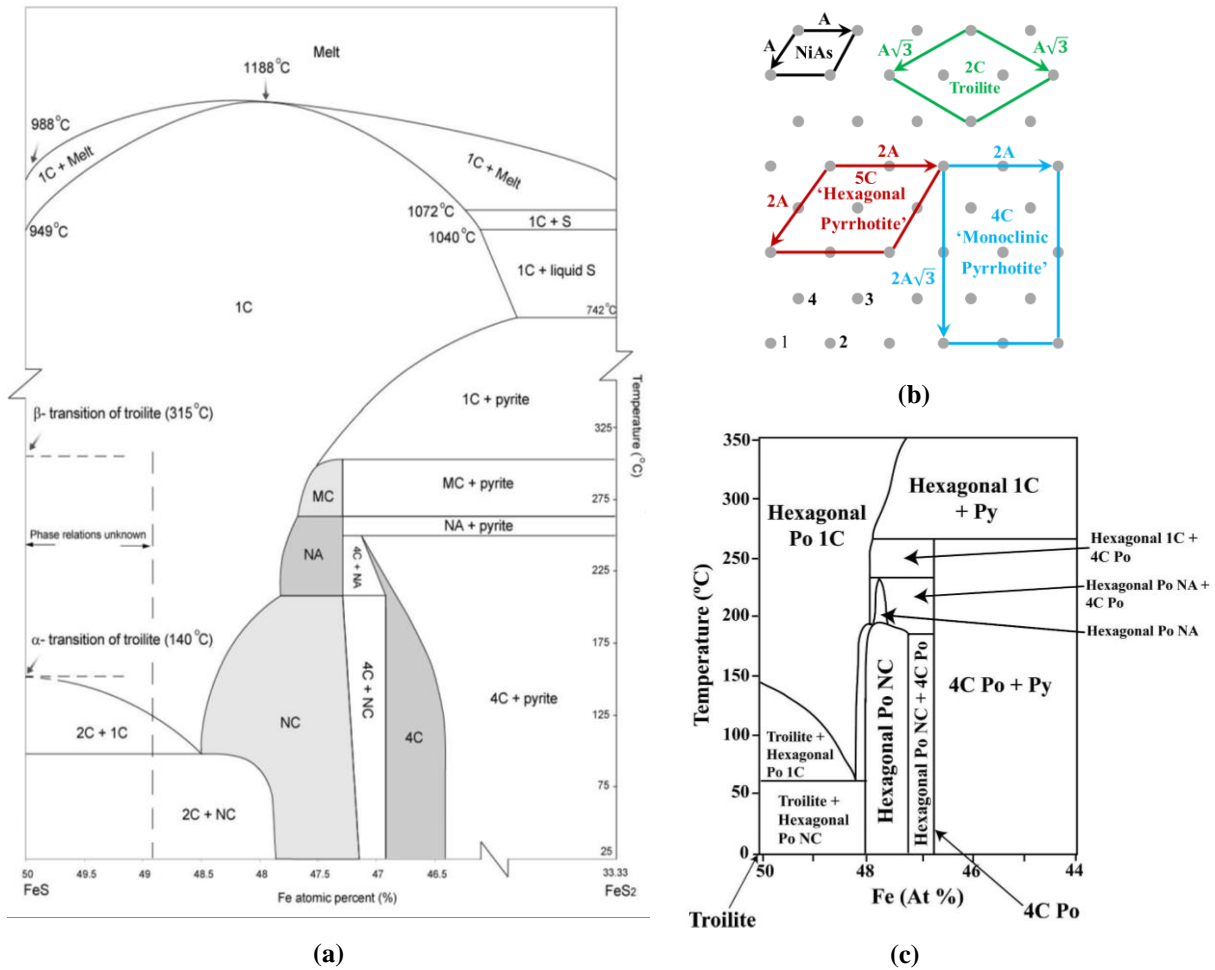 Melt
1188°C
988°C
1C + Melt
1C + Melt
1072°C
1C + S
949°C
1040°C
1C + liquid S
1C
742°C
Temperature (°C)
β- transition of troilite (315°C)
1C + pyrite
325
MC
MC + pyrite
275
Phase relations unknown
NA
4C + NA
NA + pyrite
225
α- transition of troilite (140°C)
175
4C + NC
4C + pyrite
NC
4C
125
2C + 1C
75
2C + NC
25
50
49.5
49
48.5
48
47.5
47
46.5
33.33
FeS
Fe atomic percent (%)
FeS2
(a)
A
A
NiAs
A√3
A√3
2C
Troilite
2A
2A
2A
5C
'Hexagonal
Pyrrhotite'
4C
'Monoclinic
Pyrrhotite'
2A√3
4
3
1
2
(b)
350
300
250
200
150
100
50
0
Temperature (ºC)
Hexagonal
Po 1C
Hexagonal 1C
+ Py
Hexagonal 1C +
4C Po
Hexagonal Po NA +
4C Po
Hexagonal Po NA
Hexagonal Po NC
Hexagonal Po NC + 4C Po
4C Po + Py
Troilite +
Hexagonal
Po 1C
Troilite +
Hexagonal
Po NC
50
48
46
44
Fe (At %)
Troilite
4C Po
(c)